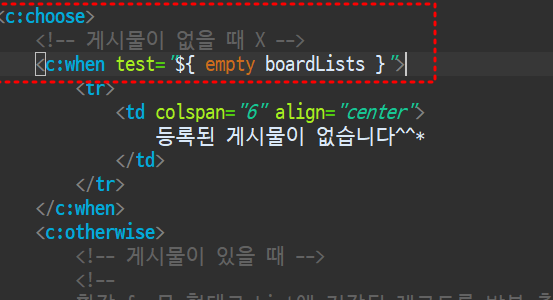 <c:choose>
<!-- 게시물이 없을 때 X -->
<c:when test="${ empty boardLists }">
<tr>
<td colspan="6" align="center">
등록된 게시물이 없습니다^^*
</td>
</tr>
</c:when>
<c:otherwise>
<!-- 게시물이 있을 때 -->
<!--